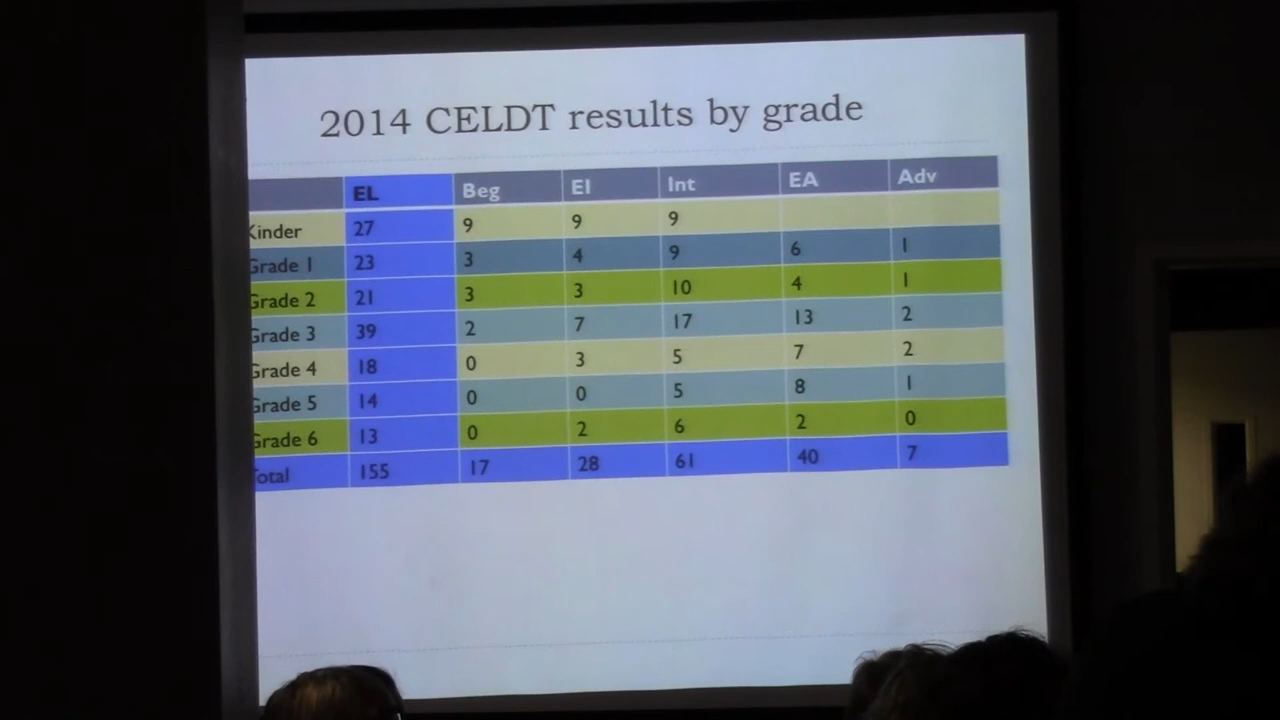 2014 CELDT results by grade
EL Beg EI Int EA Adv
Kinder 27 9 9 9
Grade 1 23 3 4 9 6 1
Grade 2 21 3 3 10 4 1
Grade 3 39 2 7 17 13 2
Grade 4 18 0 3 5 7 2
Grade 5 14 0 0 5 8 1
Grade 6 13 0 2 6 2 0
Total 155 17 28 61 40 7